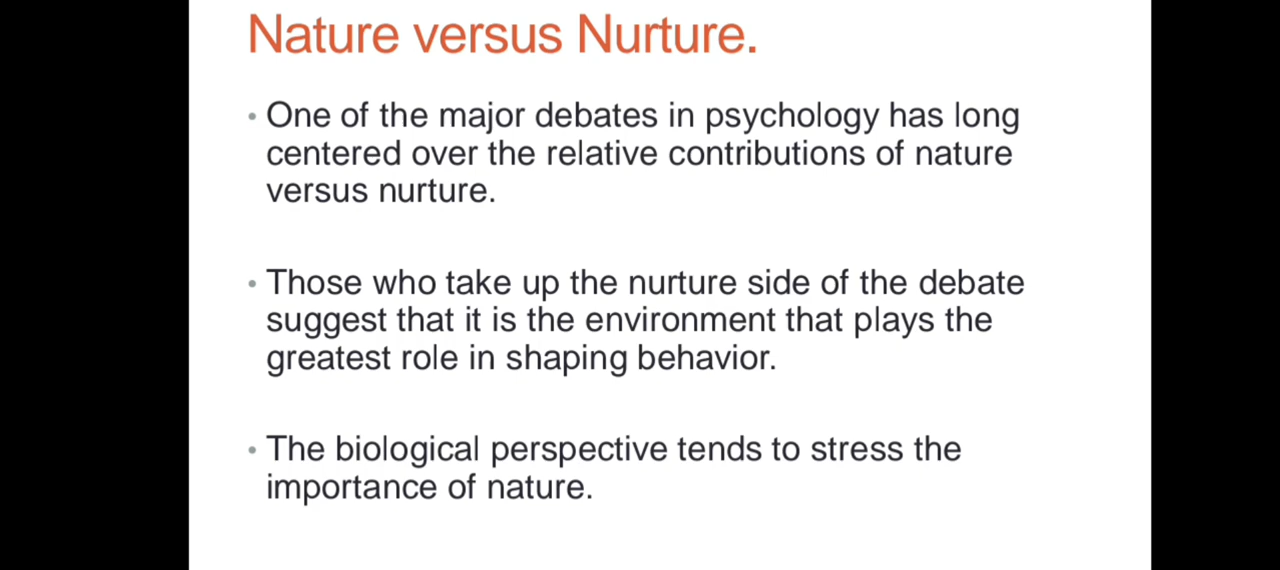 Nature versus Nurture.
• One of the major debates in psychology has long
centered over the relative contributions of nature
versus nurture.
• Those who take up the nurture side of the debate
suggest that it is the environment that plays the
greatest role in shaping behavior.
• The biological perspective tends to stress the
importance of nature.